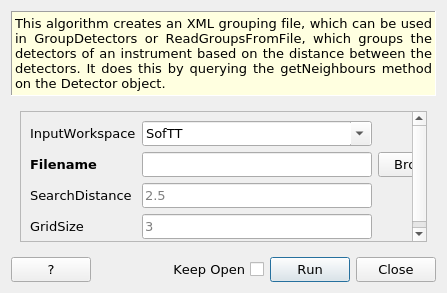 This algorithm creates an XML grouping file, which can be used
in GroupDetectors or ReadGroupsFromFile, which groups the
detectors of an instrument based on the distance between the
detectors. It does this by querying the getNeighbours method
on the Detector object.
InputWorkspace SofTT
Filename Bro
SearchDistance 2.5
GridSize 3
? Keep Open Run Close